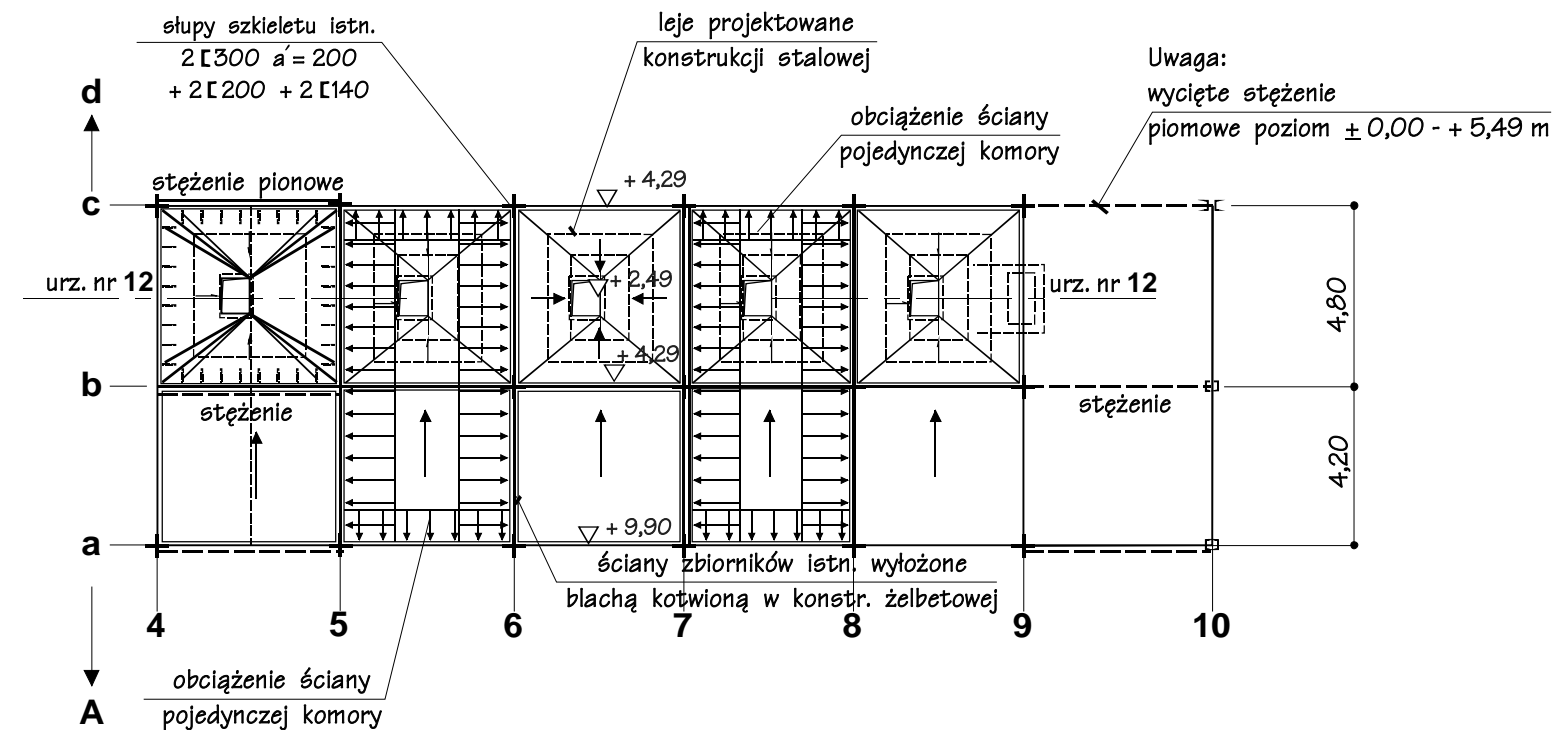 słupy szkieletu istn.
2 [300 a′ = 200
+ 2 [200 + 2 [140
leje projektowane
konstrukcji stalowej
Uwaga:
wycięte stężenie
piomowe poziom ± 0,00 - + 5,49 m
obciążenie ściany
pojedynczej komory
d
stężenie pionowe
+ 4,29
c
urz. nr 12
+ 2,49
urz. nr 12
4,80
+ 4,29
b
stężenie
stężenie
4,20
+ 9,90
a
ściany zbiorników istn. wyłożone
blachą kotwioną w konstr. żelbetowej
4 5 6 7 8 9 10
obciążenie ściany
pojedynczej komory
A